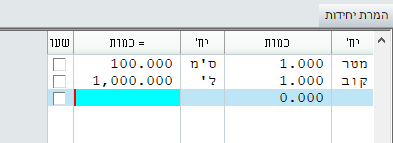 המרת יחידות
יח' כמות יח' = כמות שעו
מטר 1.000 ס'מ 100.000
קוב 1.000 ל' 1,000.000
0.000